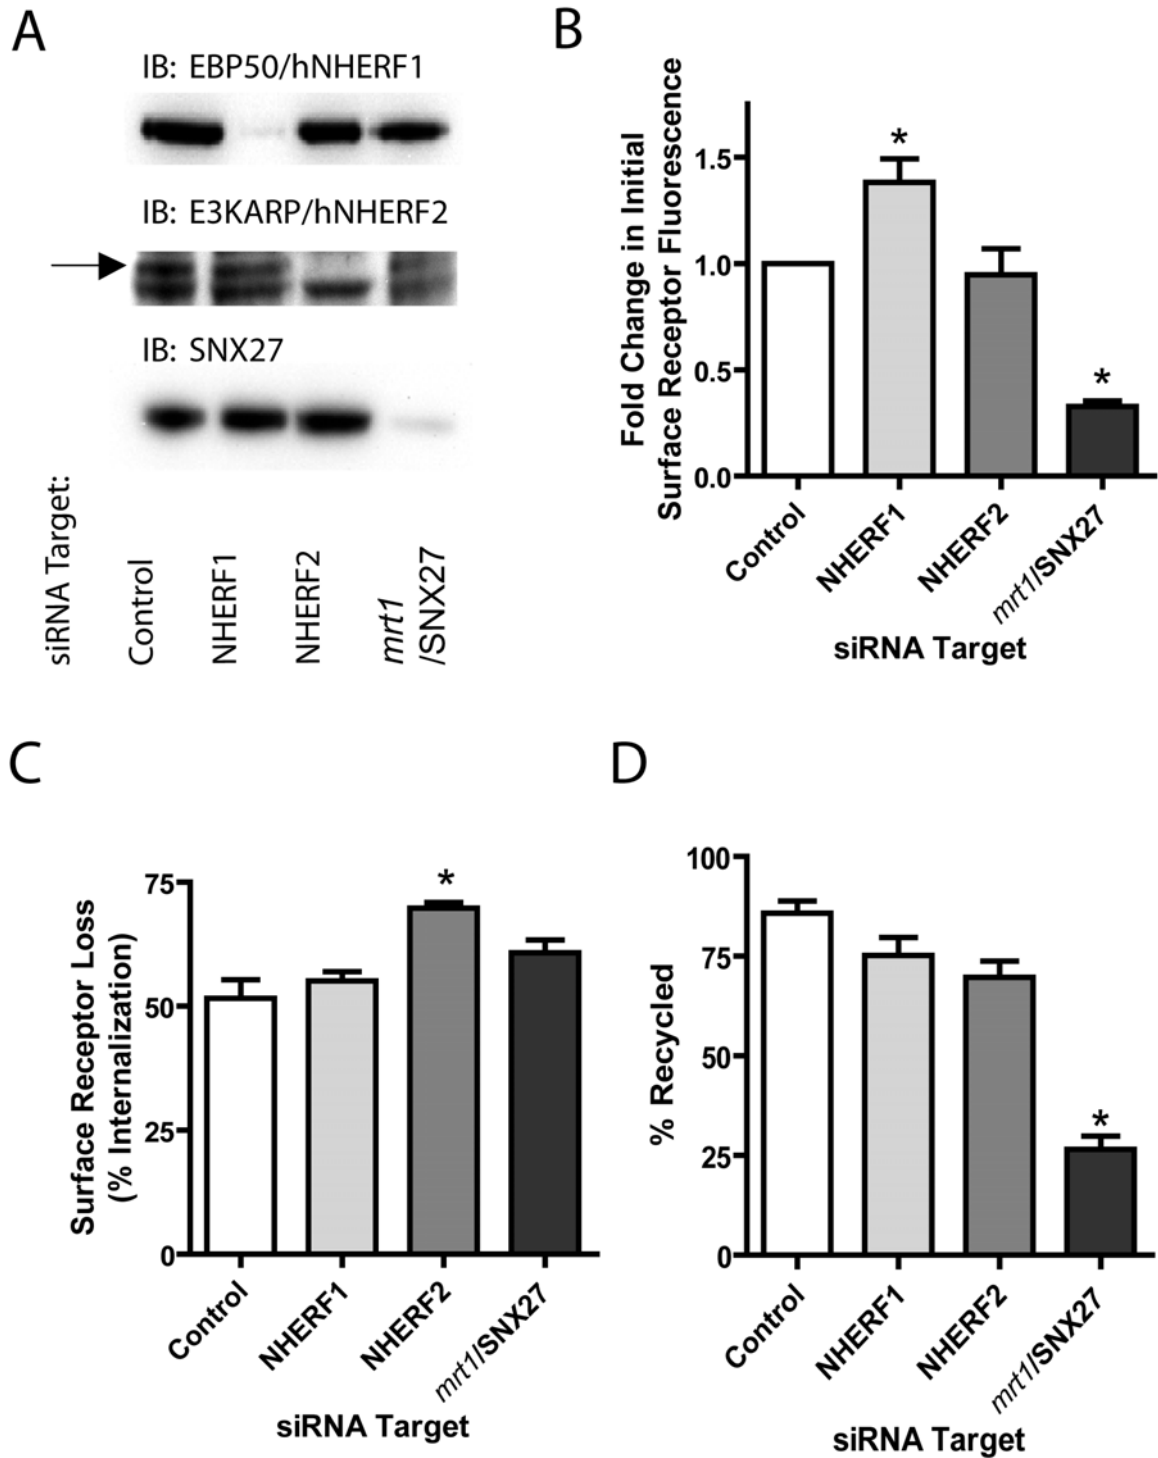 A
IB: EBP50/hNHERF1
IB: E3KARP/hNHERF2
IB: SNX27
siRNA Target:
Control
NHERF1
NHERF2
mrt1
/SNX27
B
Fold Change in Initial
Surface Receptor Fluorescence
1.5
1.0
0.5
0.0
*
*
Control
NHERF1
NHERF2
mrt1/SNX27
siRNA Target
C
Surface Receptor Loss
(% Internalization)
75
50
25
0
*
Control
NHERF1
NHERF2
mrt1/SNX27
siRNA Target
D
% Recycled
100
75
50
25
0
*
Control
NHERF1
NHERF2
mrt1/SNX27
siRNA Target